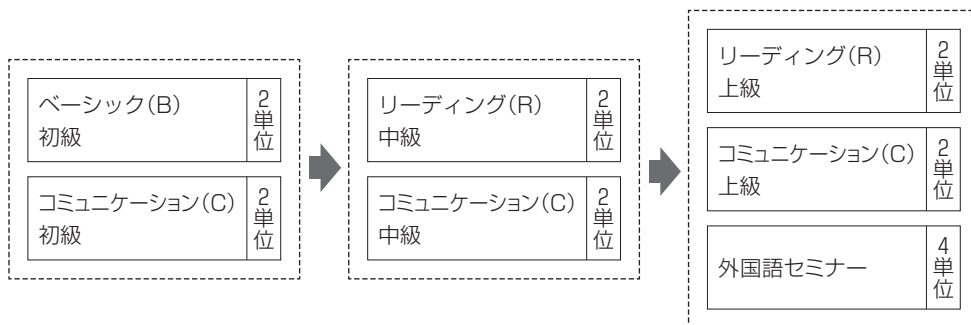 ベーシック(B)
初級
2単位
コミュニケーション(C)
初級
2単位
リーディング(R)
中級
2単位
コミュニケーション(C)
中級
2単位
リーディング(R)
上級
2単位
コミュニケーション(C)
上級
2単位
外国語セミナー
4単位